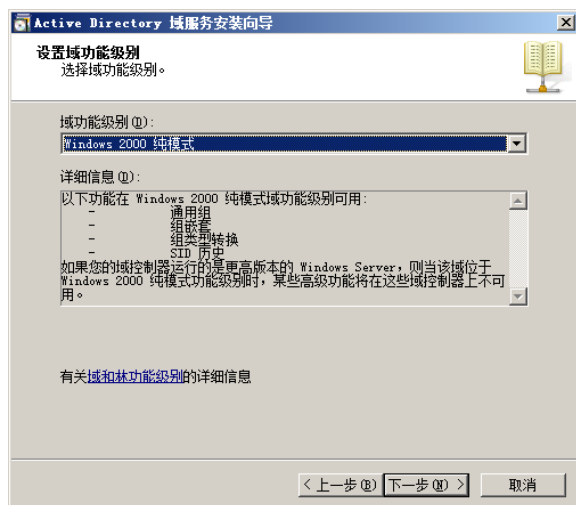 Active Directory 域服务安装向导
设置域功能级别
选择域功能级别。
域功能级别(D):
Windows 2000 纯模式
详细信息(D):
以下功能在 Windows 2000 纯模式域功能级别可用:
- 通用组
- 组嵌套
- 组类型转换
- SID 历史
如果您的域控制器运行的是更高版本的 Windows Server，则当该域位于
Windows 2000 纯模式功能级别时，某些高级功能将在这些域控制器上不可
用。
有关域和林功能级别的详细信息
< 上一步(B) 下一步(N) > 取消